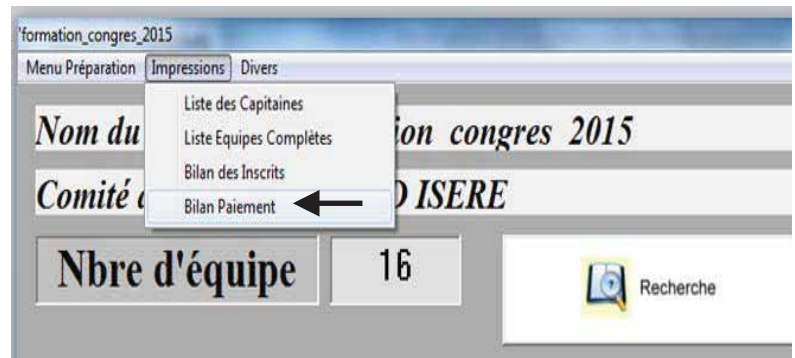 'formation_congres_2015
Menu Préparation Impressions Divers
Liste des Capitaines
Liste Equipes Complètes
Bilan des Inscrits
Bilan Paiement
Nom du ion congres 2015
Comité ISERE
Nbre d'équipe 16
Recherche